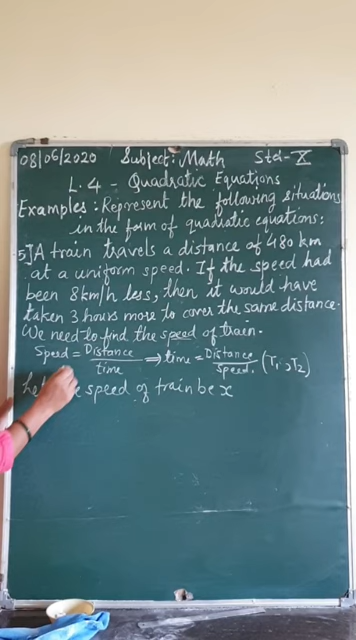 08/06/2020 Subject: Math Std-X
L.4 - Quadratic Equations
Examples: Represent the following situations
in the form of quadratic equations:
5] A train travels a distance of 480 km
at a uniform speed. If the speed had
been 8km/h less, then it would have
taken 3 hours more to cover the same distance.
We need to find the speed of train.
Speed = Distance/time ⇒ time = Distance/Speed. (T1, T2)
speed of train be x